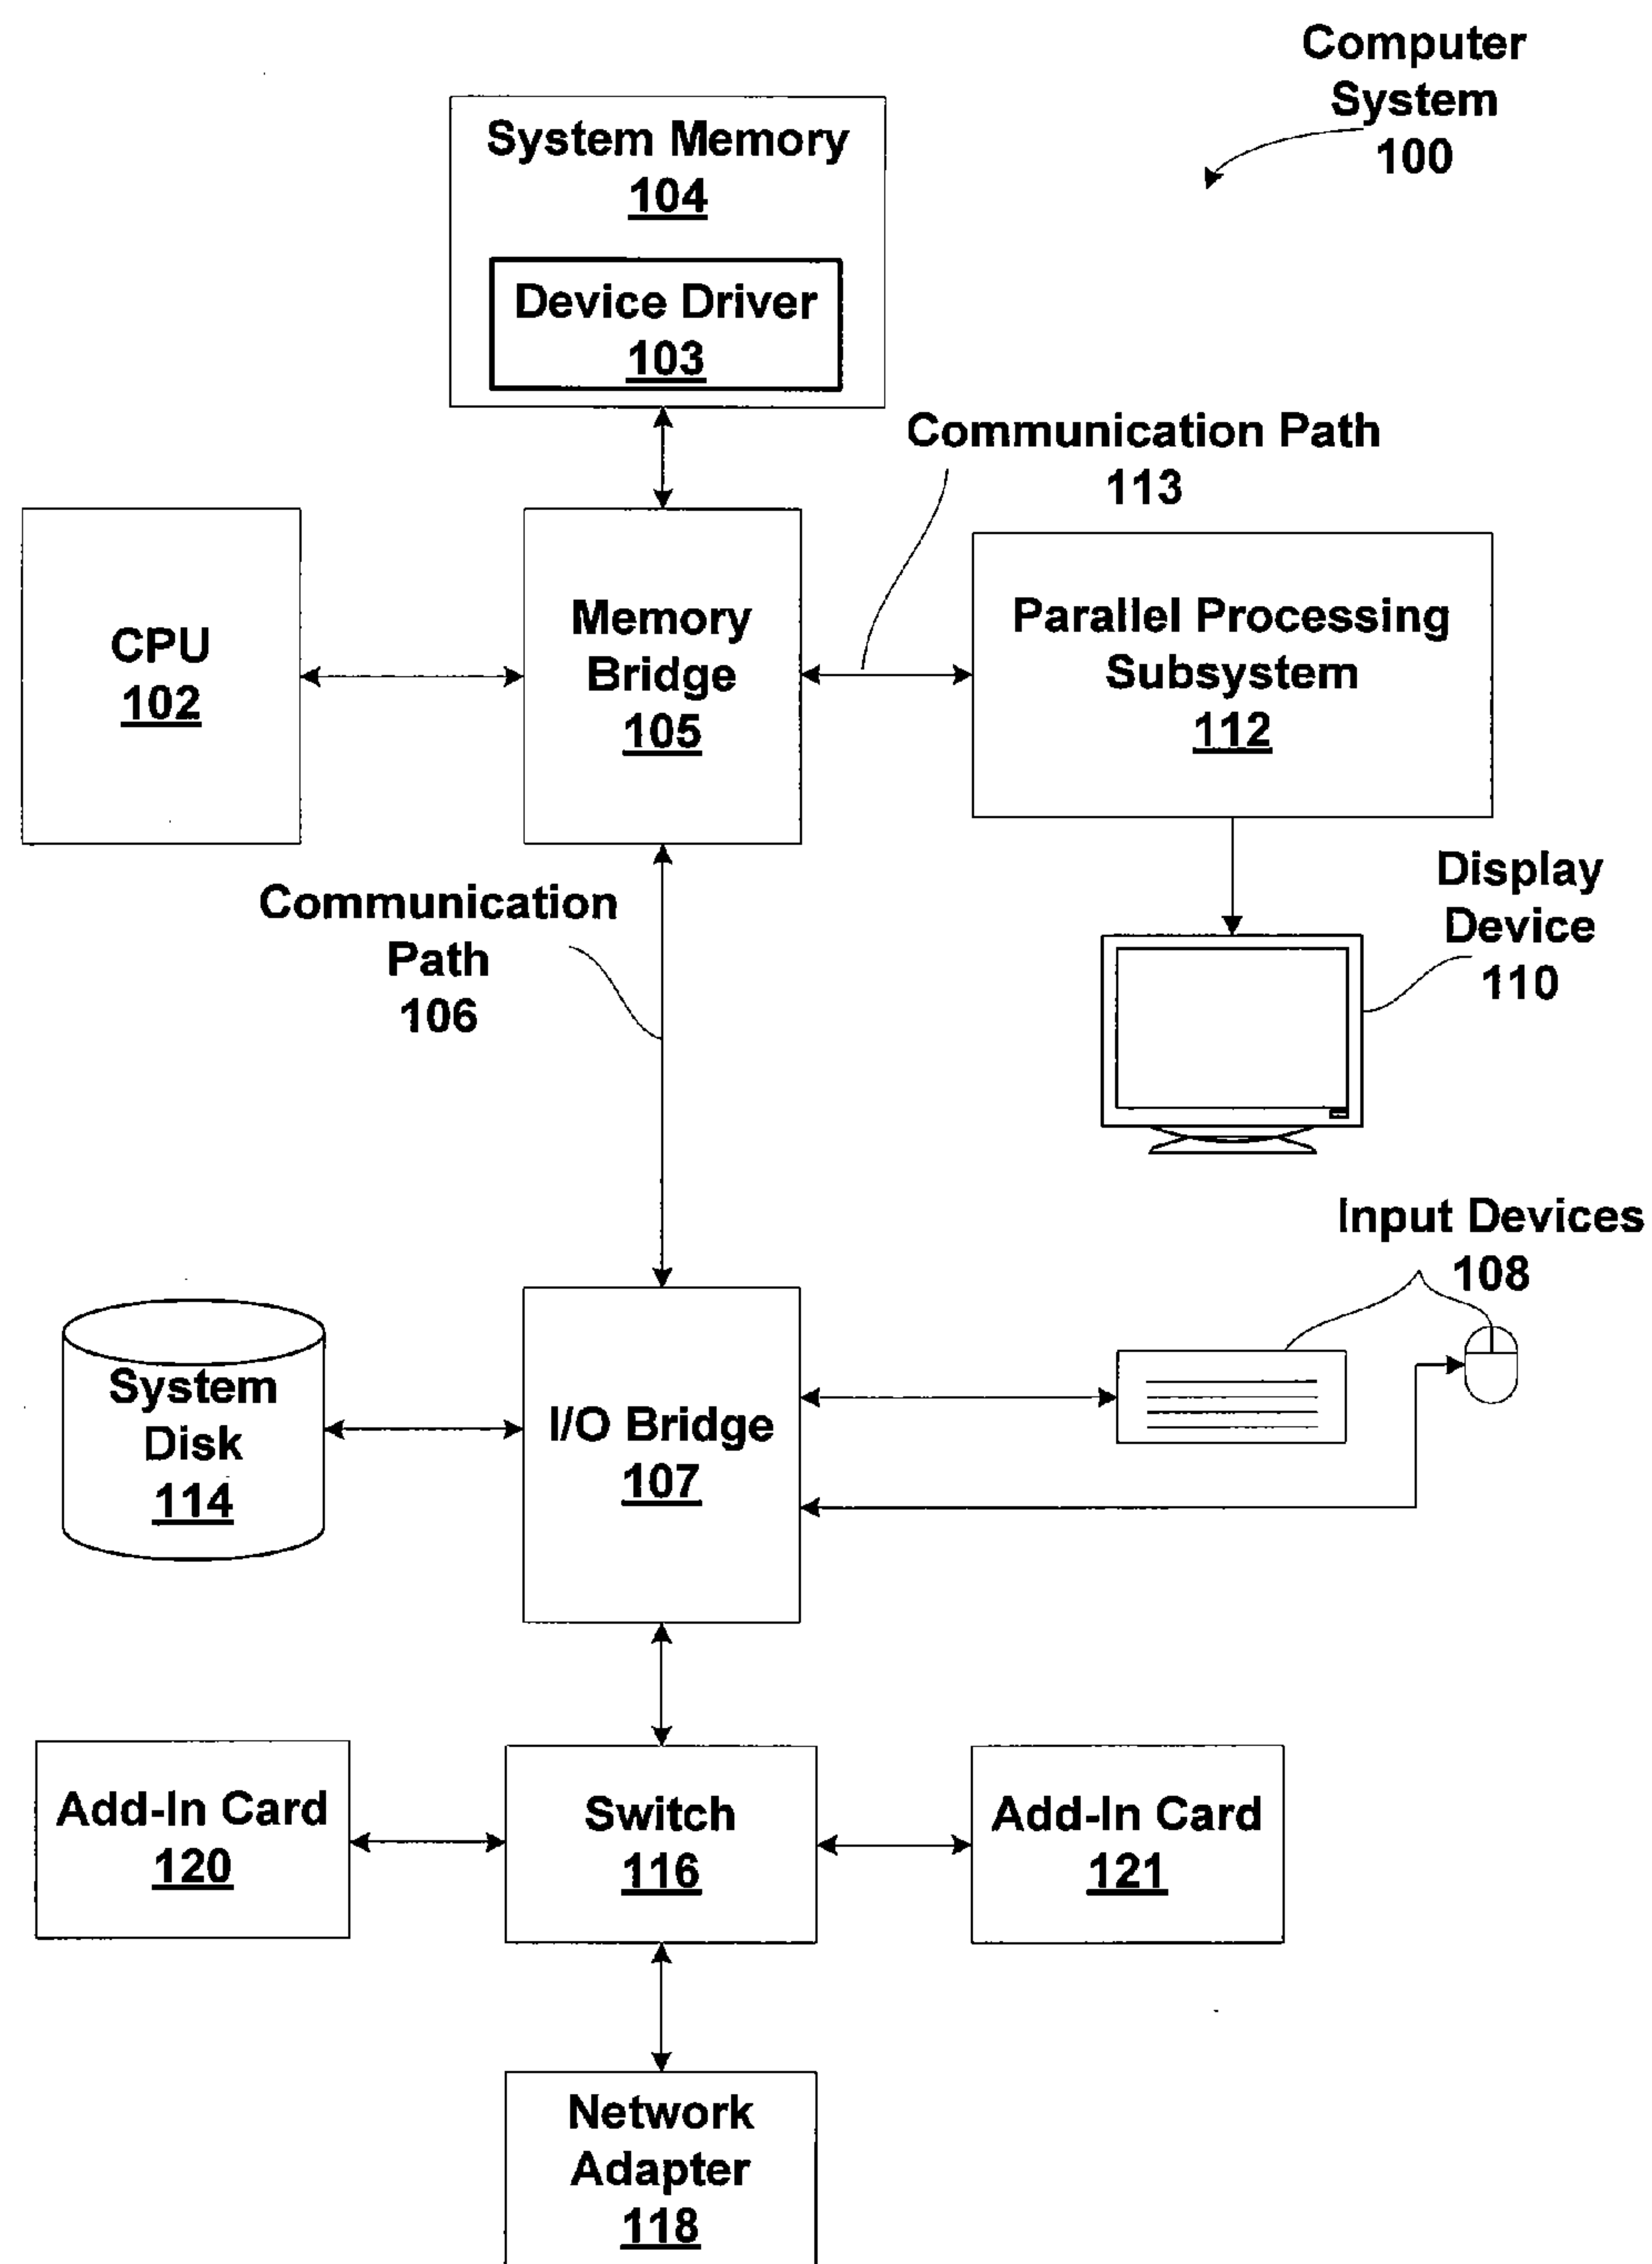 Computer
System
100
System Memory
104
Device Driver
103
Communication Path
113
CPU
102
Memory
Bridge
105
Parallel Processing
Subsystem
112
Communication
Path
106
Display
Device
110
Input Devices
108
System
Disk
114
I/O Bridge
107
Add-In Card
120
Switch
116
Add-In Card
121
Network
Adapter
118